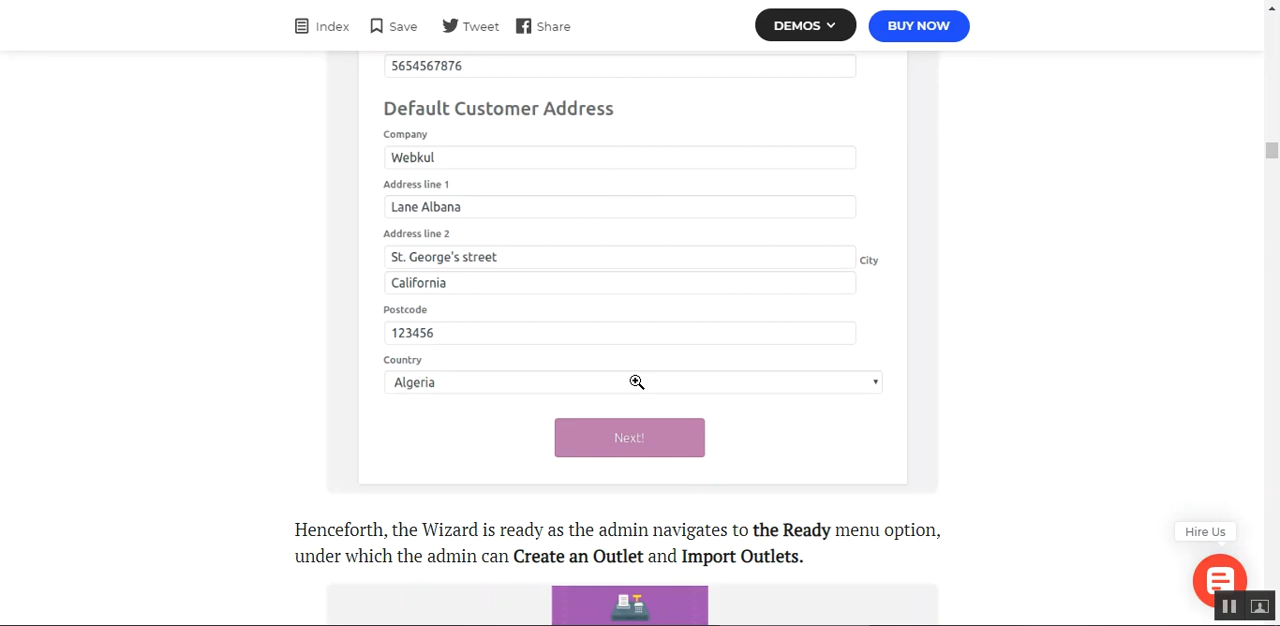 Index Save Tweet Share DEMOS BUY NOW
5654567876
Default Customer Address
Company
Webkul
Address line 1
Lane Albana
Address line 2
St. George's street
City
California
Postcode
123456
Country
Algeria
Next!
Henceforth, the Wizard is ready as the admin navigates to the Ready menu option,
under which the admin can Create an Outlet and Import Outlets.
Hire Us